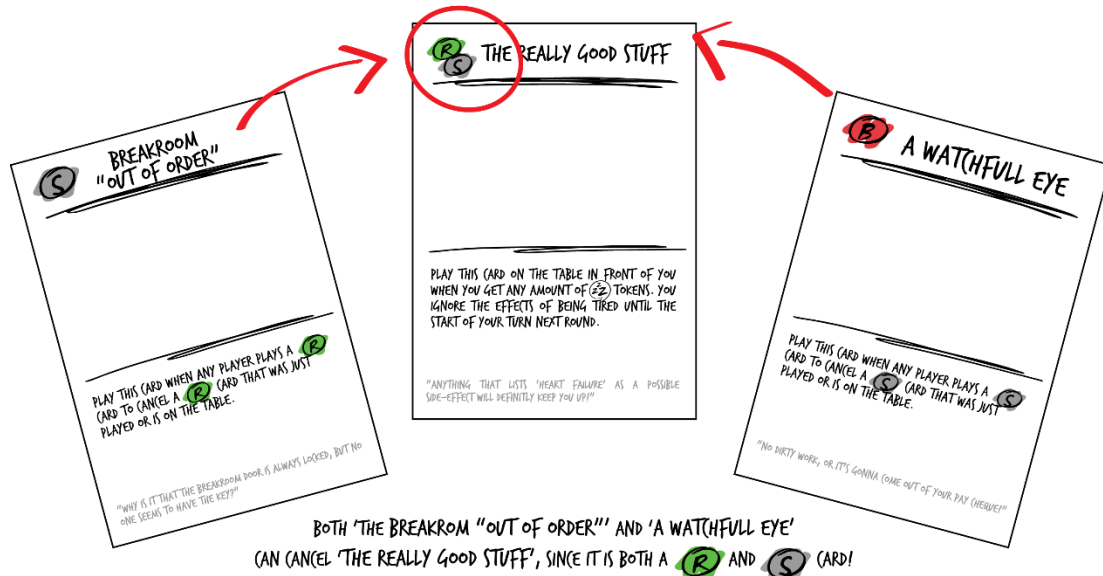 R
S
THE REALLY GOOD STUFF
PLAY THIS CARD ON THE TABLE IN FRONT OF YOU
WHEN YOU GET ANY AMOUNT OF zzz TOKENS. YOU
IGNORE THE EFFECTS OF BEING TIRED UNTIL THE
START OF YOUR TURN NEXT ROUND.
"ANYTHING THAT LISTS 'HEART FAILURE' AS A POSSIBLE
SIDE-EFFECT WILL DEFINITLY KEEP YOU UP!"
S
BREAKROOM
"OUT OF ORDER"
PLAY THIS CARD WHEN ANY PLAYER PLAYS A R
CARD TO CANCEL A R CARD THAT WAS JUST
PLAYED OR IS ON THE TABLE.
"WHY IS IT THAT THE BREAKROOM DOOR IS ALWAYS LOCKED, BUT NO
ONE SEEMS TO HAVE THE KEY?"
B
A WATCHFULL EYE
PLAY THIS CARD WHEN ANY PLAYER PLAYS A S
CARD TO CANCEL A S CARD THAT WAS JUST
PLAYED OR IS ON THE TABLE.
"NO DIRTY WORK, OR IT'S GONNA COME OUT OF YOUR PAY CHEQUE!"
BOTH 'THE BREAKROM "OUT OF ORDER"' AND 'A WATCHFULL EYE'
CAN CANCEL 'THE REALLY GOOD STUFF', SINCE IT IS BOTH A R AND S CARD!